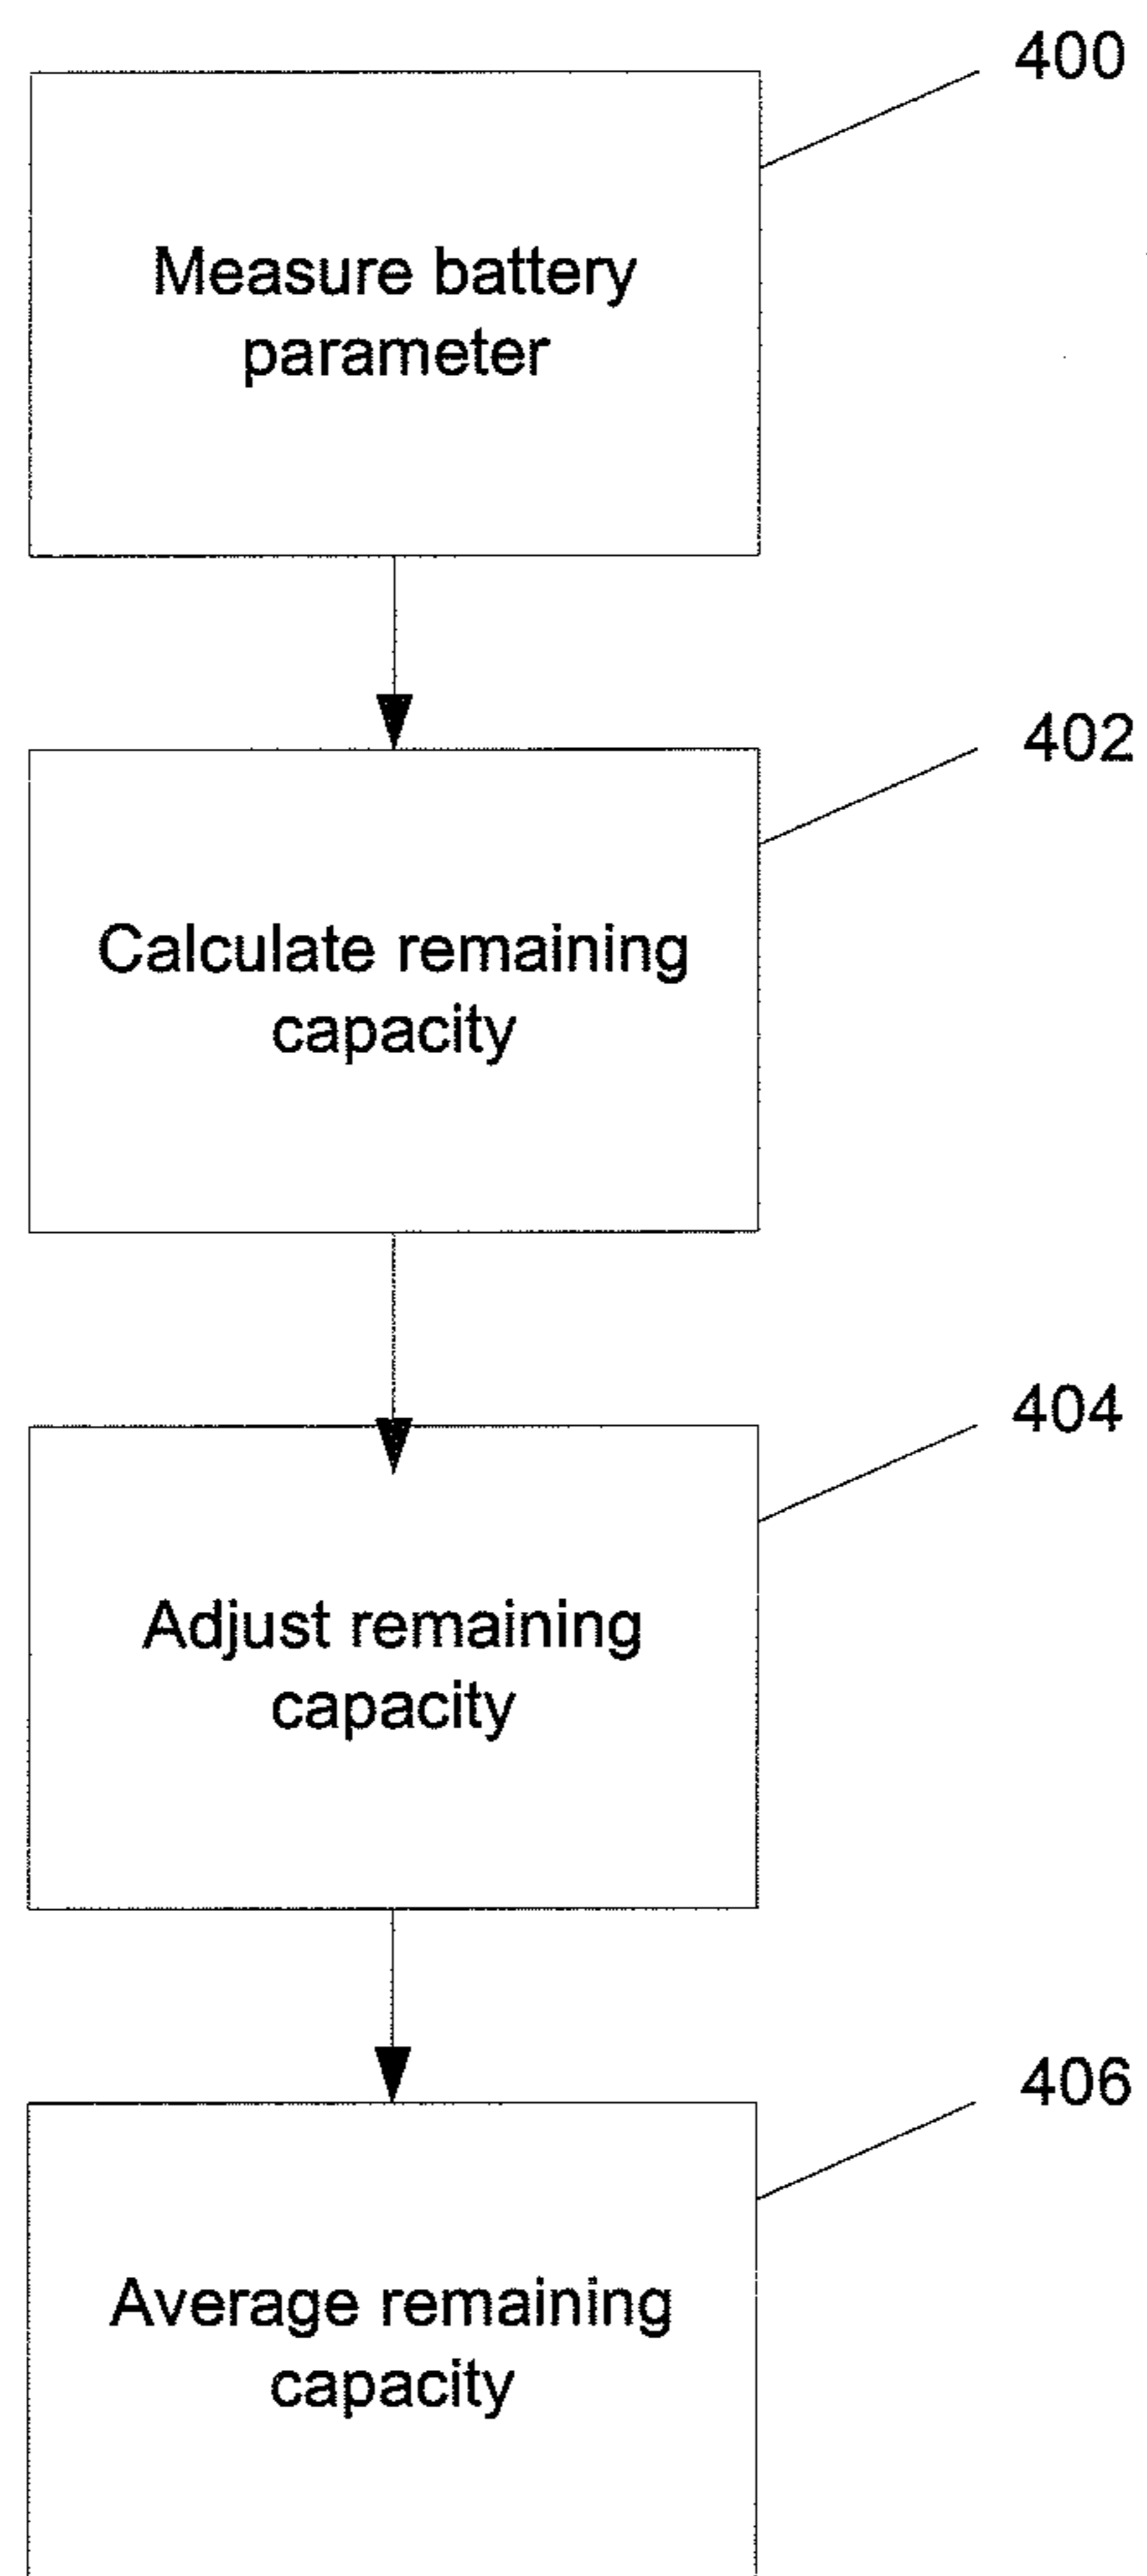 400
Measure battery
parameter
402
Calculate remaining
capacity
404
Adjust remaining
capacity
406
Average remaining
capacity